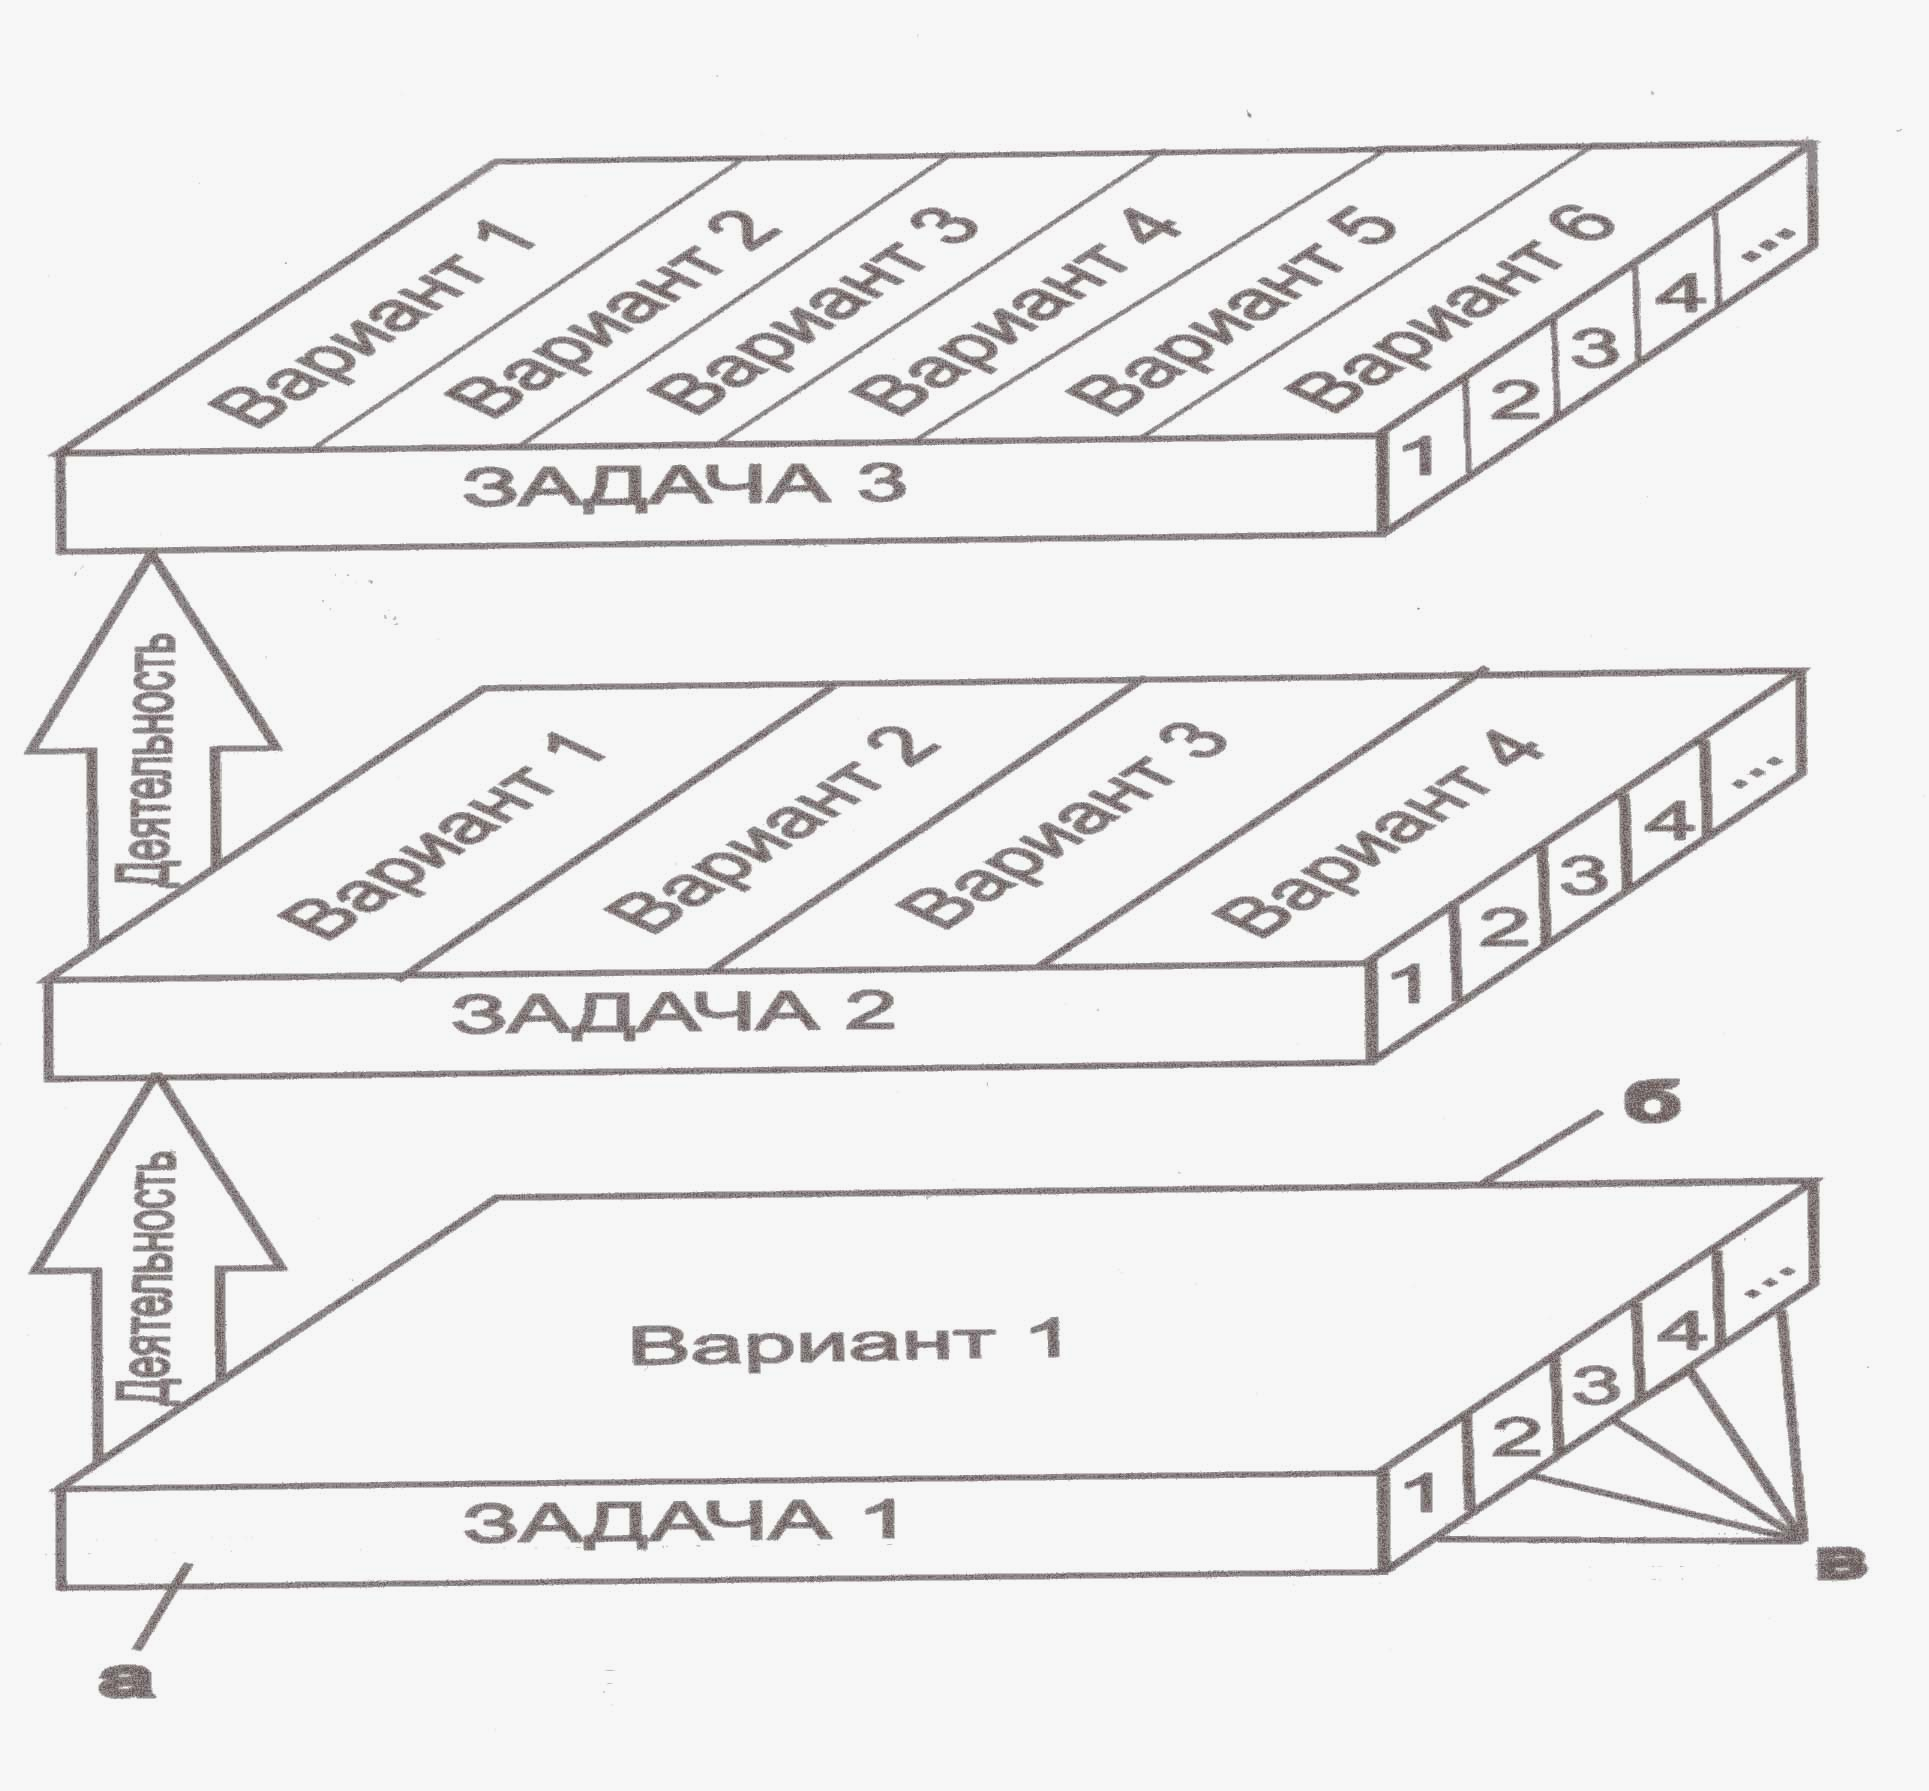 Вариант 1
Вариант 2
Вариант 3
Вариант 4
Вариант 5
Вариант 6
ЗАДАЧА 3
1
2
3
4
...
Деятельность
Вариант 1
Вариант 2
Вариант 3
Вариант 4
ЗАДАЧА 2
1
2
3
4
...
Деятельность
б
Вариант 1
ЗАДАЧА 1
1
2
3
4
...
в
а